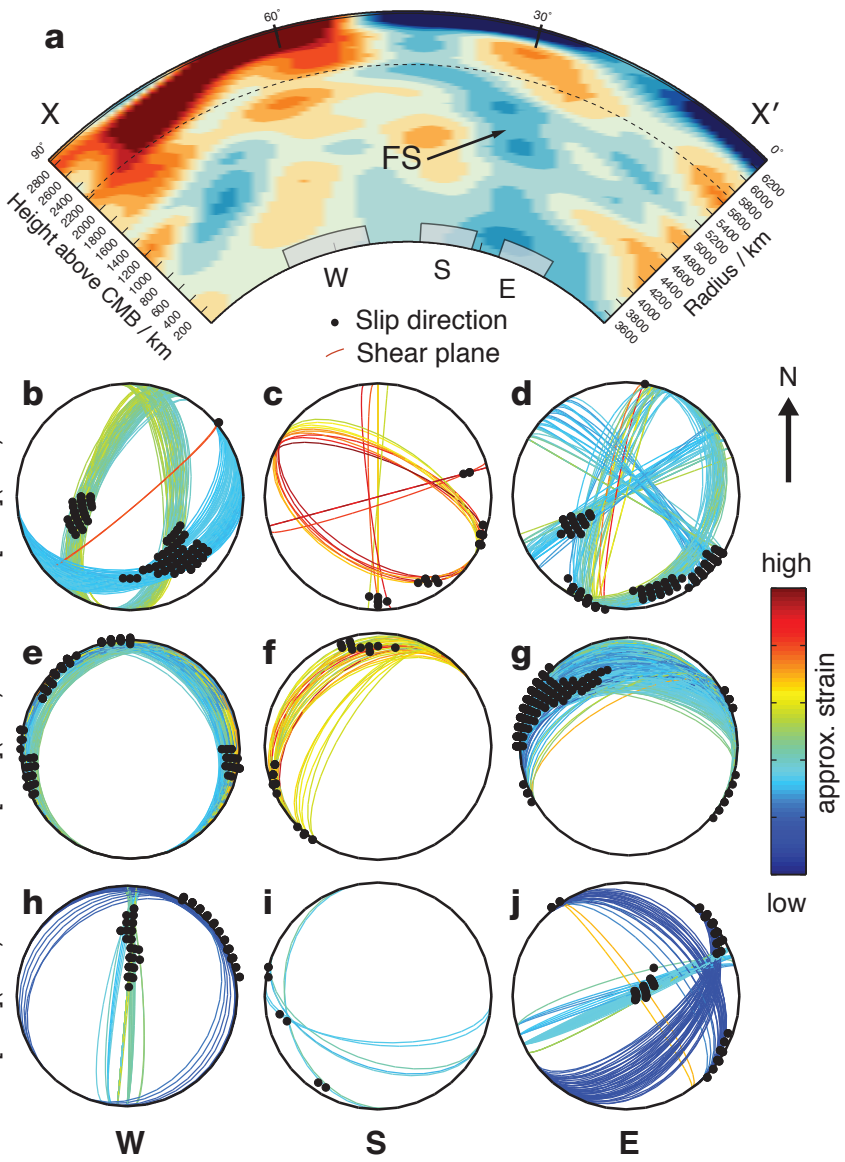 a
60°
30°
X
X′
FS
90°
0°
2800
2600
2400
2200
2000
1800
1600
1400
1200
1000
800
600
400
200
Height above CMB / km
6200
6000
5800
5600
5400
5200
5000
4800
4600
4400
4200
4000
3800
3600
Radius / km
W
S
E
Slip direction
Shear plane
b
c
d
N
e
f
g
high
approx. strain
low
h
i
j
W
S
E